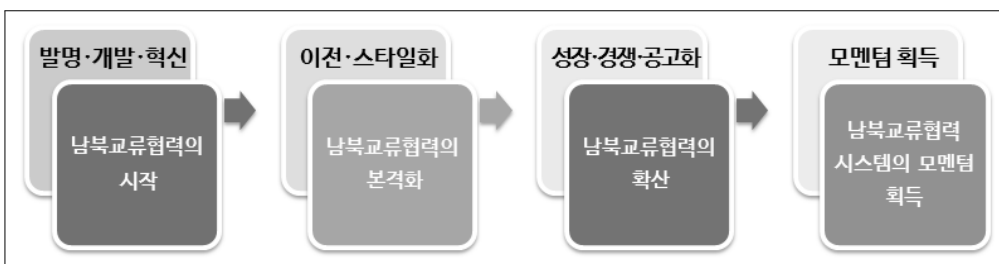 발명·개발·혁신
남북교류협력의
시작
이전·스타일화
남북교류협력의
본격화
성장·경쟁·공고화
남북교류협력의
확산
모멘텀 획득
남북교류협력
시스템의 모멘텀
획득